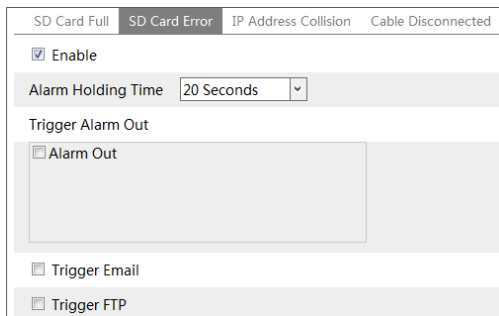 SD Card Full SD Card Error IP Address Collision Cable Disconnected
Enable
Alarm Holding Time 20 Seconds
Trigger Alarm Out
Alarm Out
Trigger Email
Trigger FTP